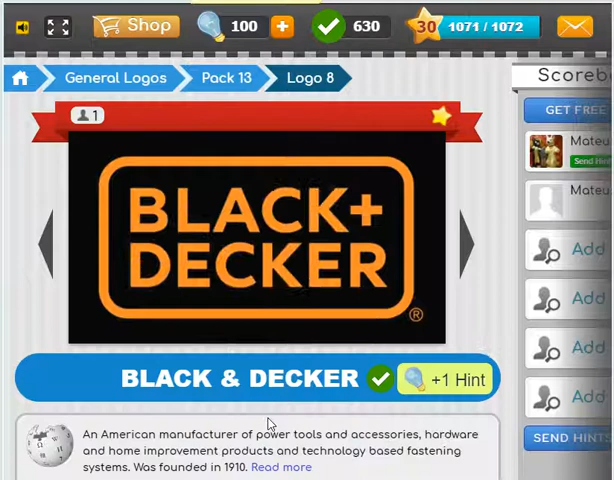 Shop
100
630
30
1071 / 1072
General Logos
Pack 13
Logo 8
Scoreb
GET FREE
1
Mateu
Send Hin
Mateu
BLACK+
DECKER
®
Add
Add
Add
Add
BLACK & DECKER
+1 Hint
SEND HINTS
An American manufacturer of power tools and accessories, hardware
and home improvement products and technology based fastening
systems. Was founded in 1910. Read more